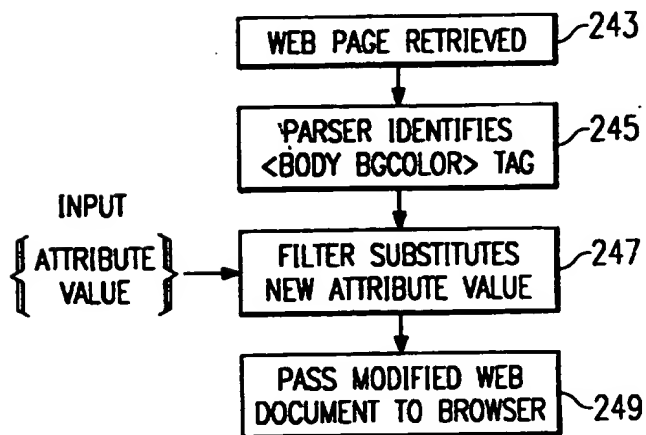 WEB PAGE RETRIEVED
243
PARSER IDENTIFIES
<BODY BGCOLOR> TAG
245
INPUT
{ATTRIBUTE
VALUE}
FILTER SUBSTITUTES
NEW ATTRIBUTE VALUE
247
PASS MODIFIED WEB
DOCUMENT TO BROWSER
249